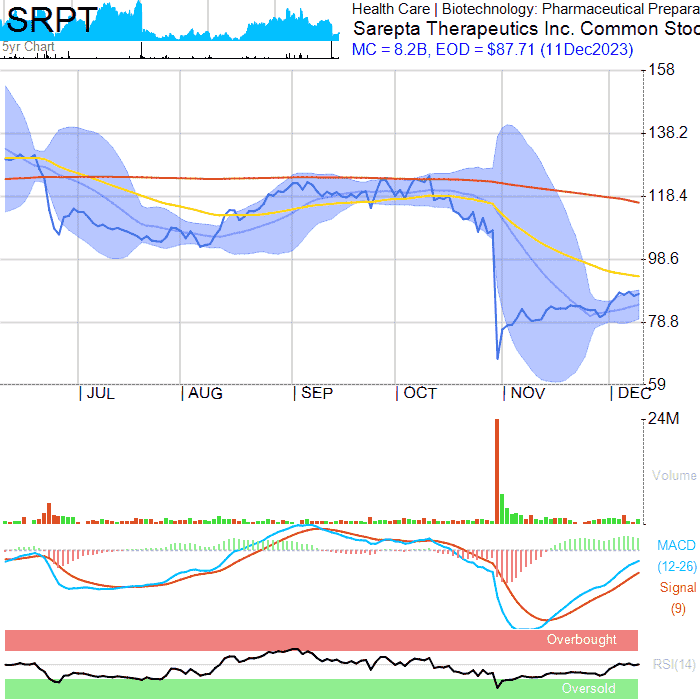 SRPT
5yr Chart
Health Care | Biotechnology: Pharmaceutical Prepara
Sarepta Therapeutics Inc. Common Stoc
MC = 8.2B, EOD = $87.71 (11Dec2023)
158
138.2
118.4
98.6
78.8
59
| JUL | AUG | SEP | OCT | NOV | DEC
24M
Volume
MACD
(12-26)
Signal
(9)
Overbought
RSI(14)
Oversold